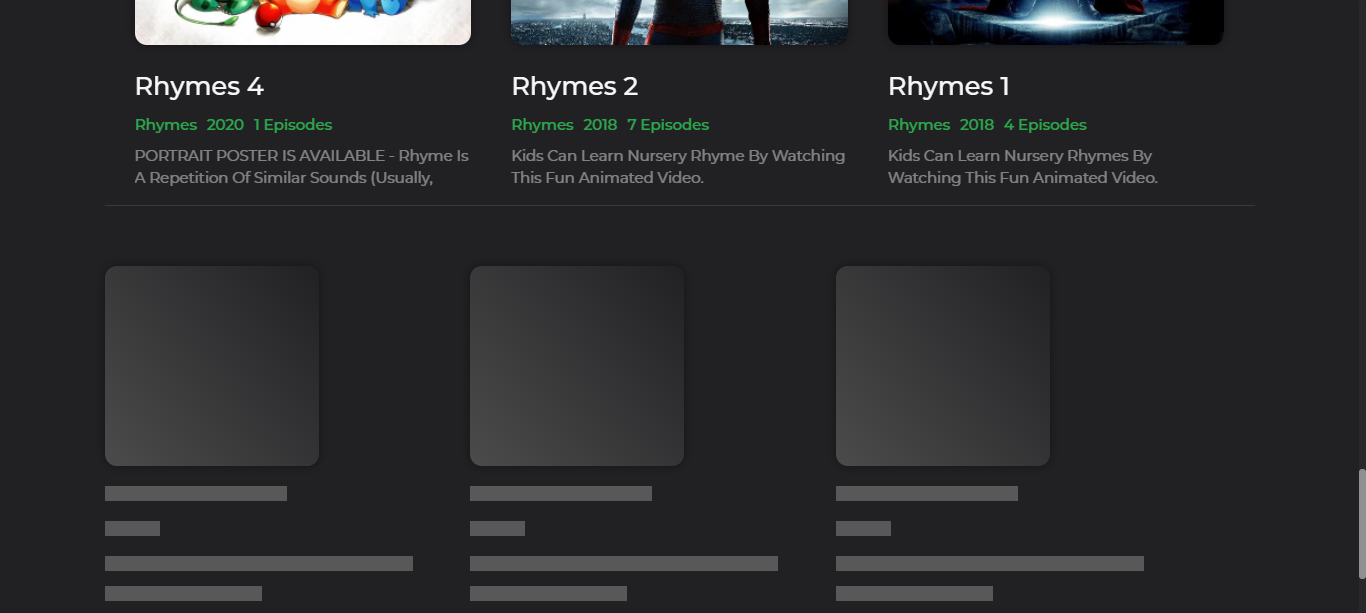 Rhymes 4
Rhymes 2020 1 Episodes
PORTRAIT POSTER IS AVAILABLE - Rhyme Is
A Repetition Of Similar Sounds (Usually,
Rhymes 2
Rhymes 2018 7 Episodes
Kids Can Learn Nursery Rhyme By Watching
This Fun Animated Video.
Rhymes 1
Rhymes 2018 4 Episodes
Kids Can Learn Nursery Rhymes By
Watching This Fun Animated Video.